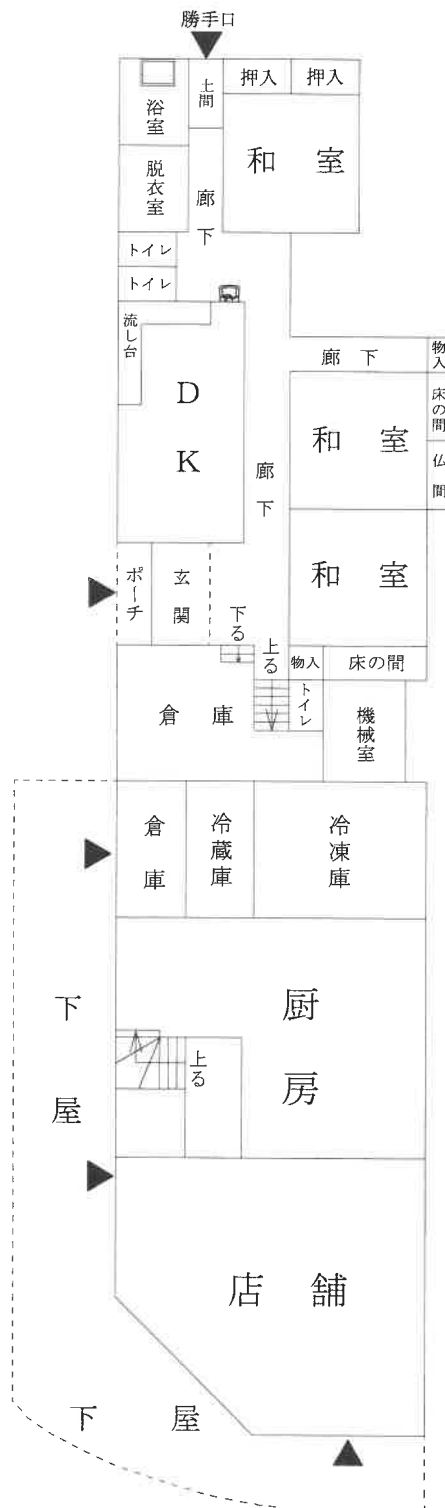 勝手口
浴室
土間
押入
押入
和室
脱衣室
廊下
トイレ
トイレ
流し台
DK
廊下
物入
床の間
和室
仏間
廊下
和室
ポーチ
玄関
下る
上る
物入
床の間
倉庫
トイレ
機械室
倉庫
冷蔵庫
冷凍庫
下屋
厨房
上る
店舗
下屋